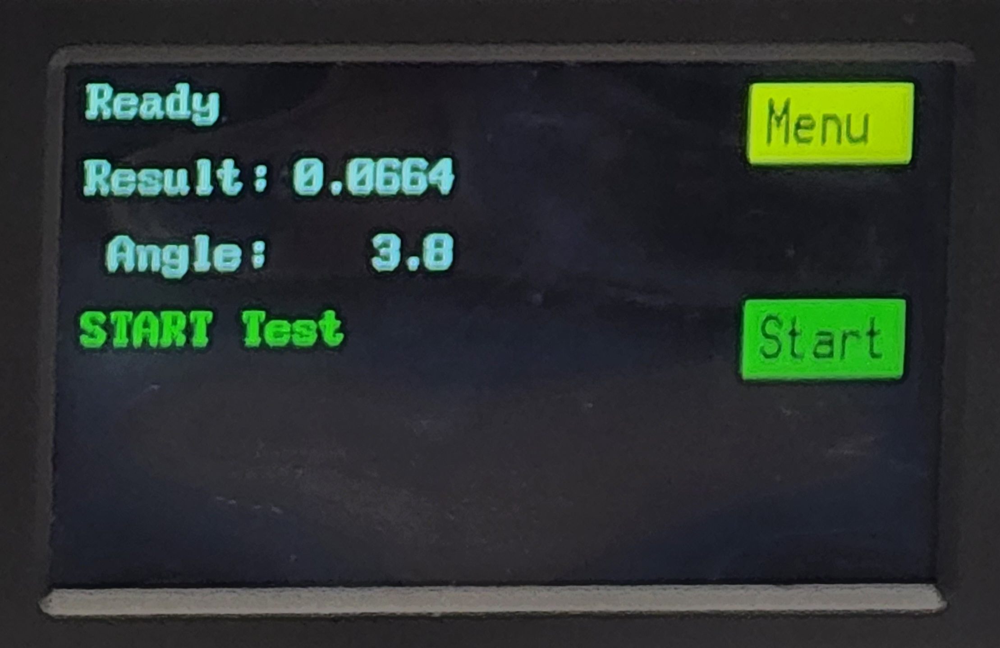 Ready
Menu
Result: 0.0664
Angle: 3.8
START Test
Start